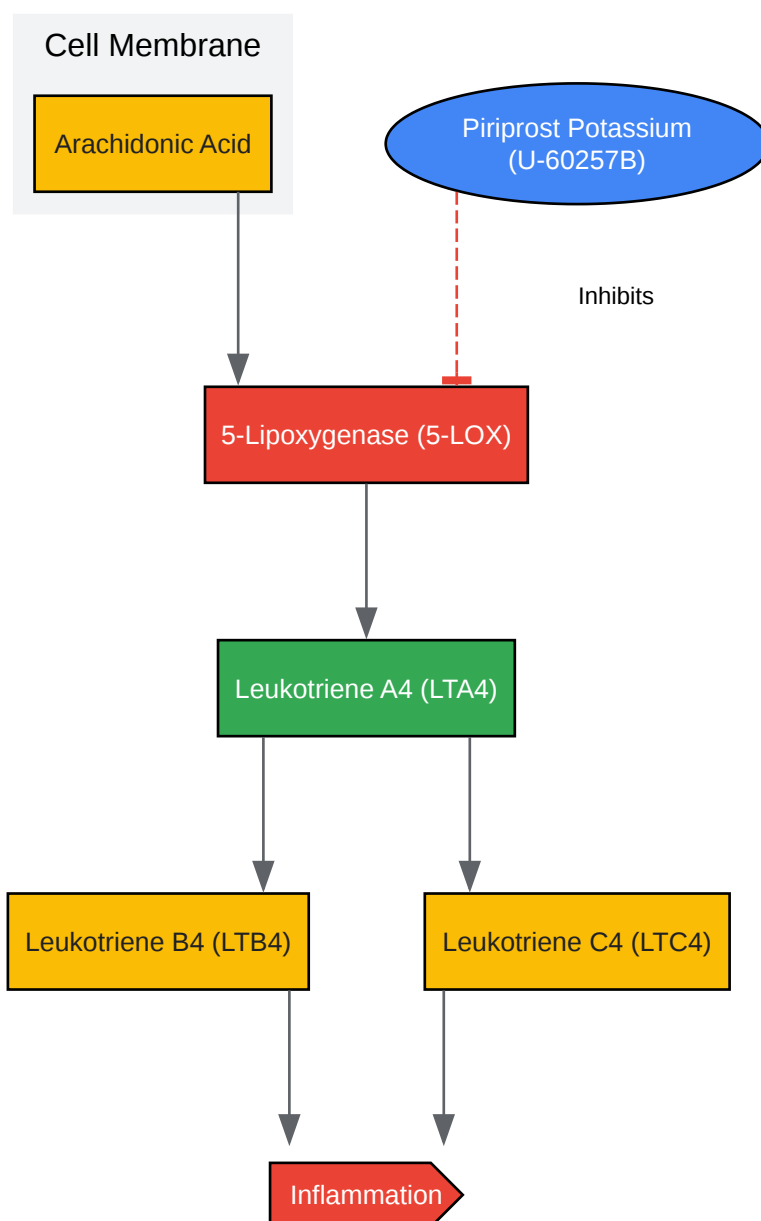 Cell Membrane
Arachidonic Acid
Piriprost Potassium
(U-60257B)
Inhibits
5-Lipoxygenase (5-LOX)
Leukotriene A4 (LTA4)
Leukotriene B4 (LTB4)
Leukotriene C4 (LTC4)
Inflammation